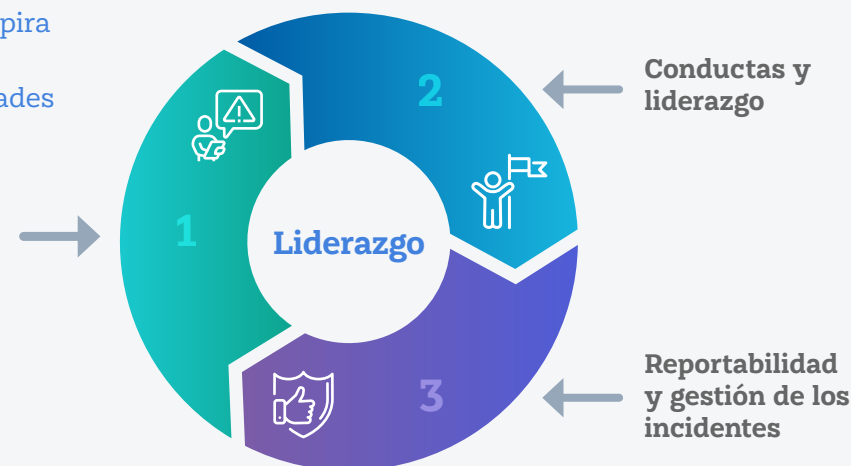 pira
ades
1
2
Liderazgo
3
Conductas y
liderazgo
Reportabilidad
y gestión de los
incidentes